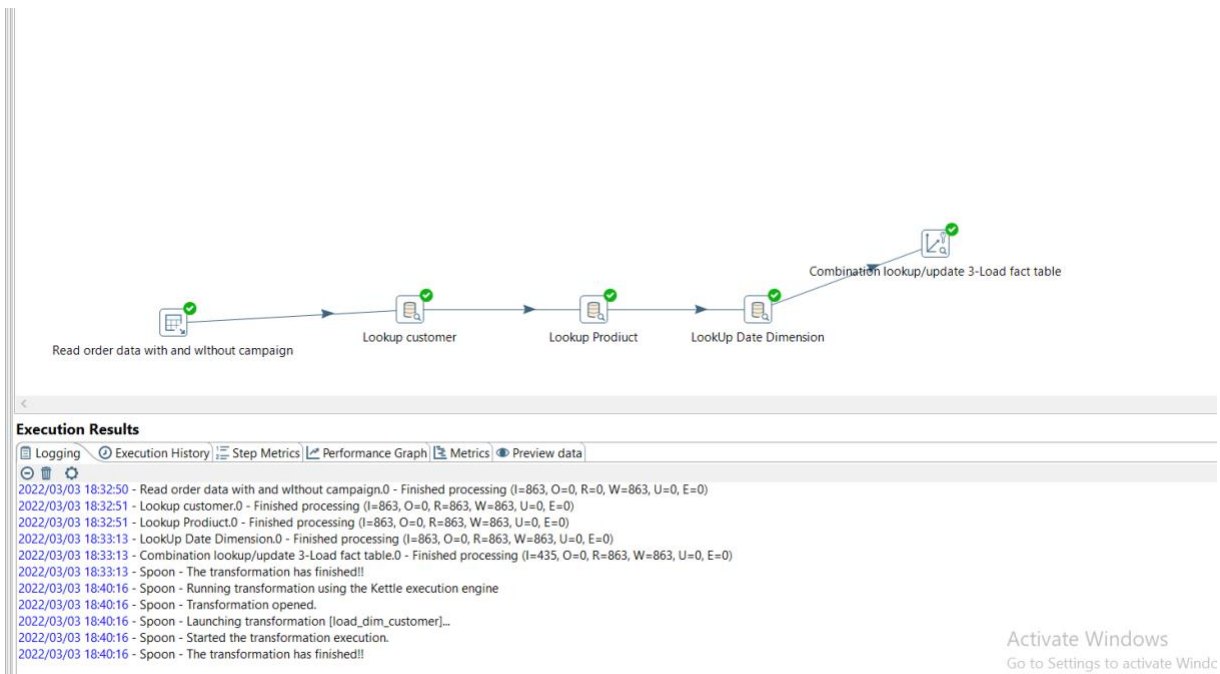 Combination lookup/update 3-Load fact table
Lookup customer
Lookup Prodiuct
LookUp Date Dimension
Read order data with and wIthout campaign
Execution Results
Logging
Execution History
Step Metrics
Performance Graph
Metrics
Preview data
2022/03/03 18:32:50 - Read order data with and wIthout campaign.0 - Finished processing (I=863, O=0, R=0, W=863, U=0, E=0)
2022/03/03 18:32:51 - Lookup customer.0 - Finished processing (I=863, O=0, R=863, W=863, U=0, E=0)
2022/03/03 18:32:51 - Lookup Prodiuct.0 - Finished processing (I=863, O=0, R=863, W=863, U=0, E=0)
2022/03/03 18:33:13 - LookUp Date Dimension.0 - Finished processing (I=863, O=0, R=863, W=863, U=0, E=0)
2022/03/03 18:33:13 - Combination lookup/update 3-Load fact table.0 - Finished processing (I=435, O=0, R=863, W=863, U=0, E=0)
2022/03/03 18:33:13 - Spoon - The transformation has finished!!
2022/03/03 18:40:16 - Spoon - Running transformation using the Kettle execution engine
2022/03/03 18:40:16 - Spoon - Transformation opened.
2022/03/03 18:40:16 - Spoon - Launching transformation [load_dim_customer]...
2022/03/03 18:40:16 - Spoon - Started the transformation execution.
2022/03/03 18:40:16 - Spoon - The transformation has finished!!
Activate Windows
Go to Settings to activate Windo